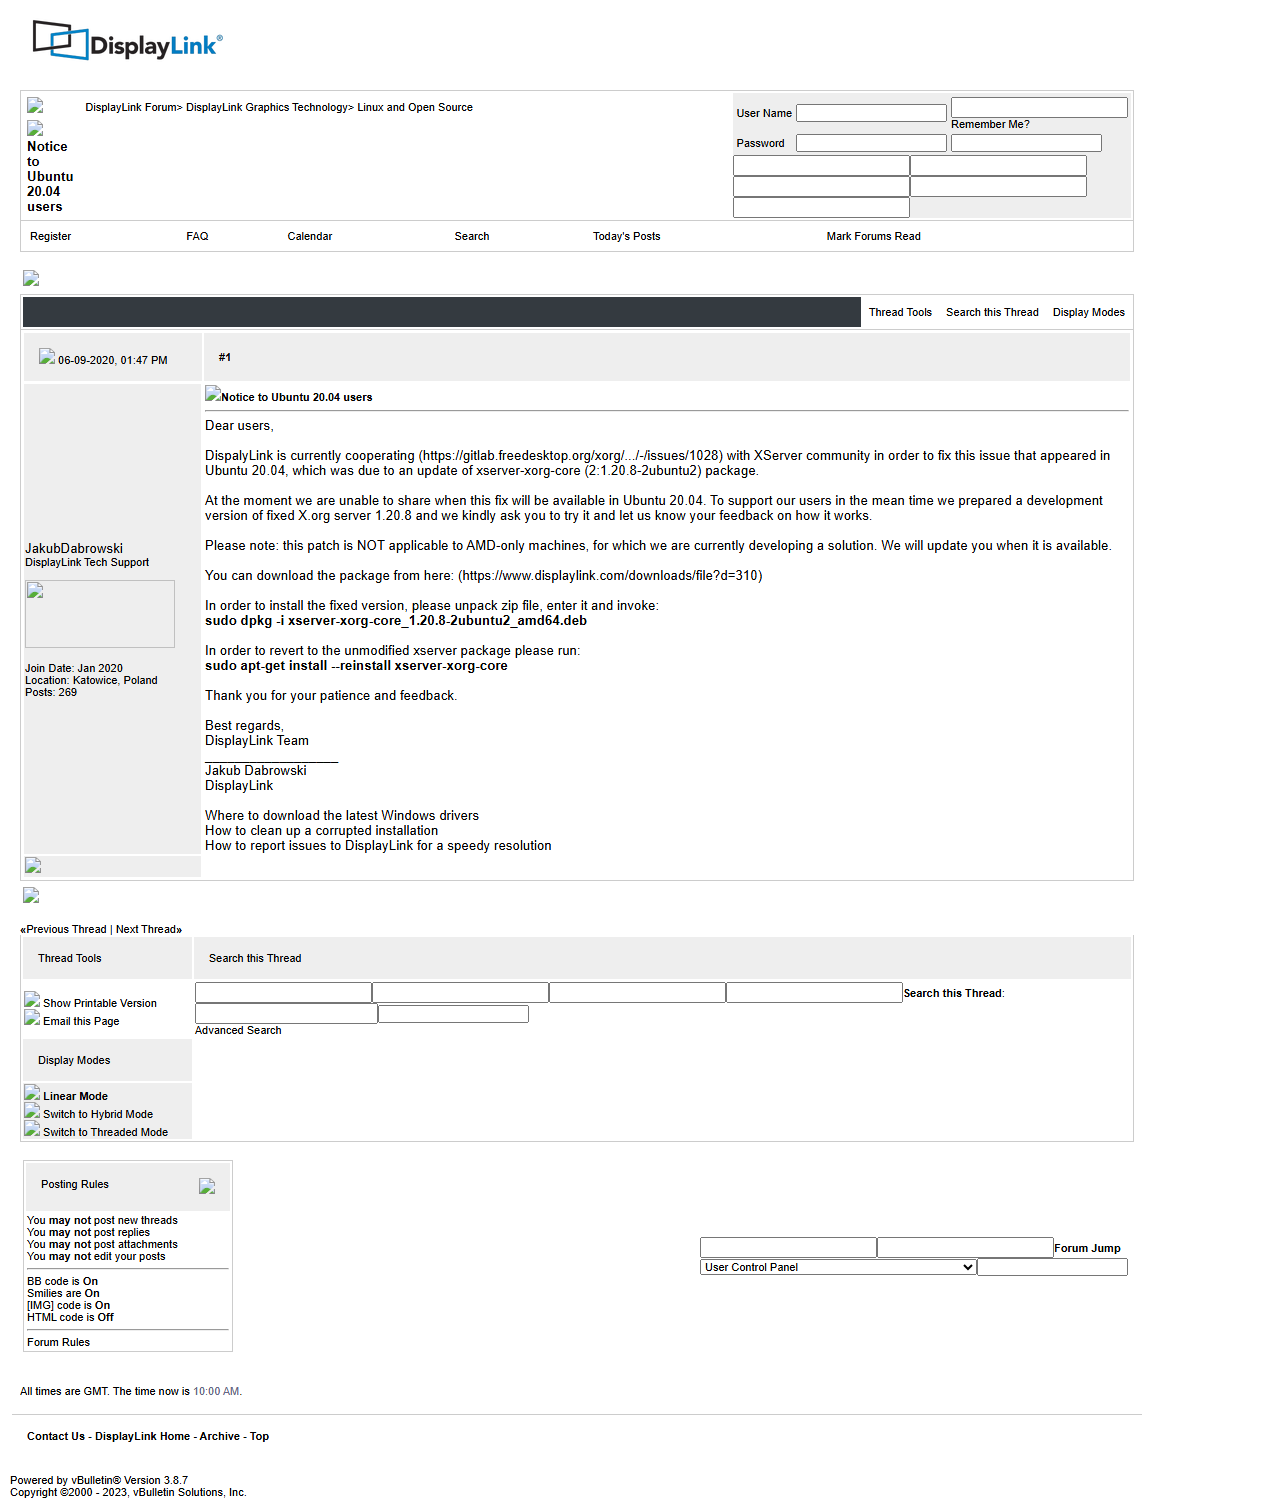 DisplayLink®
DisplayLink Forum> DisplayLink Graphics Technology> Linux and Open Source
Notice
to
Ubuntu
20.04
users
User Name
Remember Me?
Password
Register FAQ Calendar Search Today's Posts Mark Forums Read
Thread Tools Search this Thread Display Modes
06-09-2020, 01:47 PM #1
JakubDabrowski
DisplayLink Tech Support
Join Date: Jan 2020
Location: Katowice, Poland
Posts: 269
Notice to Ubuntu 20.04 users
Dear users,
DispalyLink is currently cooperating (https://gitlab.freedesktop.org/xorg/.../-/issues/1028) with XServer community in order to fix this issue that appeared in
Ubuntu 20.04, which was due to an update of xserver-xorg-core (2:1.20.8-2ubuntu2) package.
At the moment we are unable to share when this fix will be available in Ubuntu 20.04. To support our users in the mean time we prepared a development
version of fixed X.org server 1.20.8 and we kindly ask you to try it and let us know your feedback on how it works.
Please note: this patch is NOT applicable to AMD-only machines, for which we are currently developing a solution. We will update you when it is available.
You can download the package from here: (https://www.displaylink.com/downloads/file?d=310)
In order to install the fixed version, please unpack zip file, enter it and invoke:
sudo dpkg -i xserver-xorg-core_1.20.8-2ubuntu2_amd64.deb
In order to revert to the unmodified xserver package please run:
sudo apt-get install --reinstall xserver-xorg-core
Thank you for your patience and feedback.
Best regards,
DisplayLink Team
__________________
Jakub Dabrowski
DisplayLink
Where to download the latest Windows drivers
How to clean up a corrupted installation
How to report issues to DisplayLink for a speedy resolution
«Previous Thread | Next Thread»
Thread Tools Search this Thread
Show Printable Version
Email this Page
Search this Thread:
Advanced Search
Display Modes
Linear Mode
Switch to Hybrid Mode
Switch to Threaded Mode
Posting Rules
You may not post new threads
You may not post replies
You may not post attachments
You may not edit your posts
BB code is On
Smilies are On
[IMG] code is On
HTML code is Off
Forum Rules
Forum Jump
User Control Panel
All times are GMT. The time now is 10:00 AM.
Contact Us - DisplayLink Home - Archive - Top
Powered by vBulletin® Version 3.8.7
Copyright ©2000 - 2023, vBulletin Solutions, Inc.